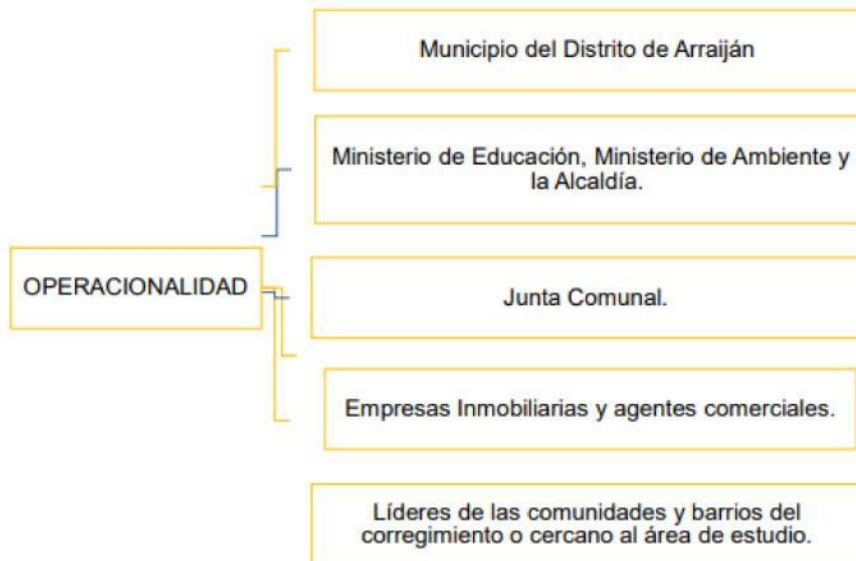 Municipio del Distrito de Arraiján
Ministerio de Educación, Ministerio de Ambiente y
la Alcaldía.
OPERACIONALIDAD
Junta Comunal.
Empresas Inmobiliarias y agentes comerciales.
Líderes de las comunidades y barrios del
corregimiento o cercano al área de estudio.